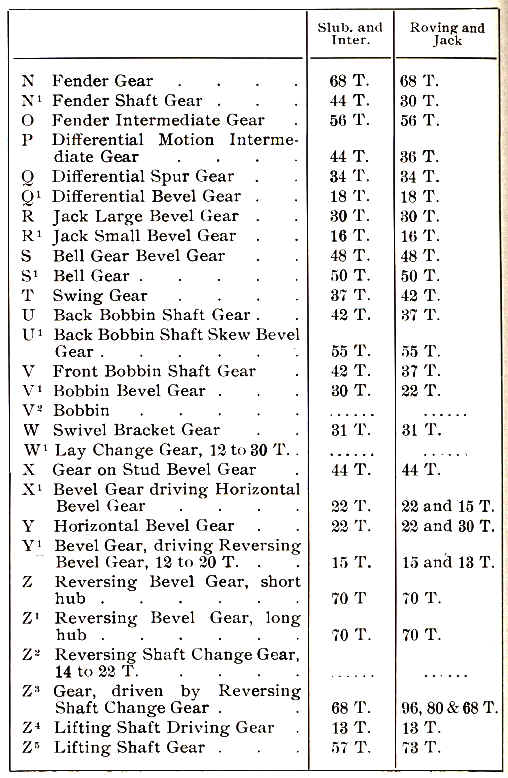 Slub. and Roving and
Inter. Jack
N Fender Gear . . . . 68 T. 68 T.
N¹ Fender Shaft Gear . . . 44 T. 30 T.
O Fender Intermediate Gear . 56 T. 56 T.
P Differential Motion Interme-
diate Gear . . . . 44 T. 36 T.
Q Differential Spur Gear . . 34 T. 34 T.
Q¹ Differential Bevel Gear . . 18 T. 18 T.
R Jack Large Bevel Gear . . 30 T. 30 T.
R¹ Jack Small Bevel Gear . . 16 T. 16 T.
S Bell Gear Bevel Gear . . 48 T. 48 T.
S¹ Bell Gear . . . . . 50 T. 50 T.
T Swing Gear . . . . 37 T. 42 T.
U Back Bobbin Shaft Gear . . 42 T. 37 T.
U¹ Back Bobbin Shaft Skew Bevel
Gear . . . . . . 55 T. 55 T.
V Front Bobbin Shaft Gear . 42 T. 37 T.
V¹ Bobbin Bevel Gear . . . 30 T. 22 T.
V² Bobbin . . . . . ...... ......
W Swivel Bracket Gear . . 31 T. 31 T.
W¹ Lay Change Gear, 12 to 30 T. . ...... ......
X Gear on Stud Bevel Gear . 44 T. 44 T.
X¹ Bevel Gear driving Horizontal
Bevel Gear . . . . 22 T. 22 and 15 T.
Y Horizontal Bevel Gear . . 22 T. 22 and 30 T.
Y¹ Bevel Gear, driving Reversing
Bevel Gear, 12 to 20 T. . . 15 T. 15 and 13 T.
Z Reversing Bevel Gear, short
hub . . . . . . 70 T 70 T.
Z¹ Reversing Bevel Gear, long
hub . . . . . . 70 T. 70 T.
Z² Reversing Shaft Change Gear,
14 to 22 T. . . . . ...... ......
Z³ Gear, driven by Reversing
Shaft Change Gear . . 68 T. 96, 80 & 68 T.
Z⁴ Lifting Shaft Driving Gear . 13 T. 13 T.
Z⁵ Lifting Shaft Gear . . . 57 T. 73 T.